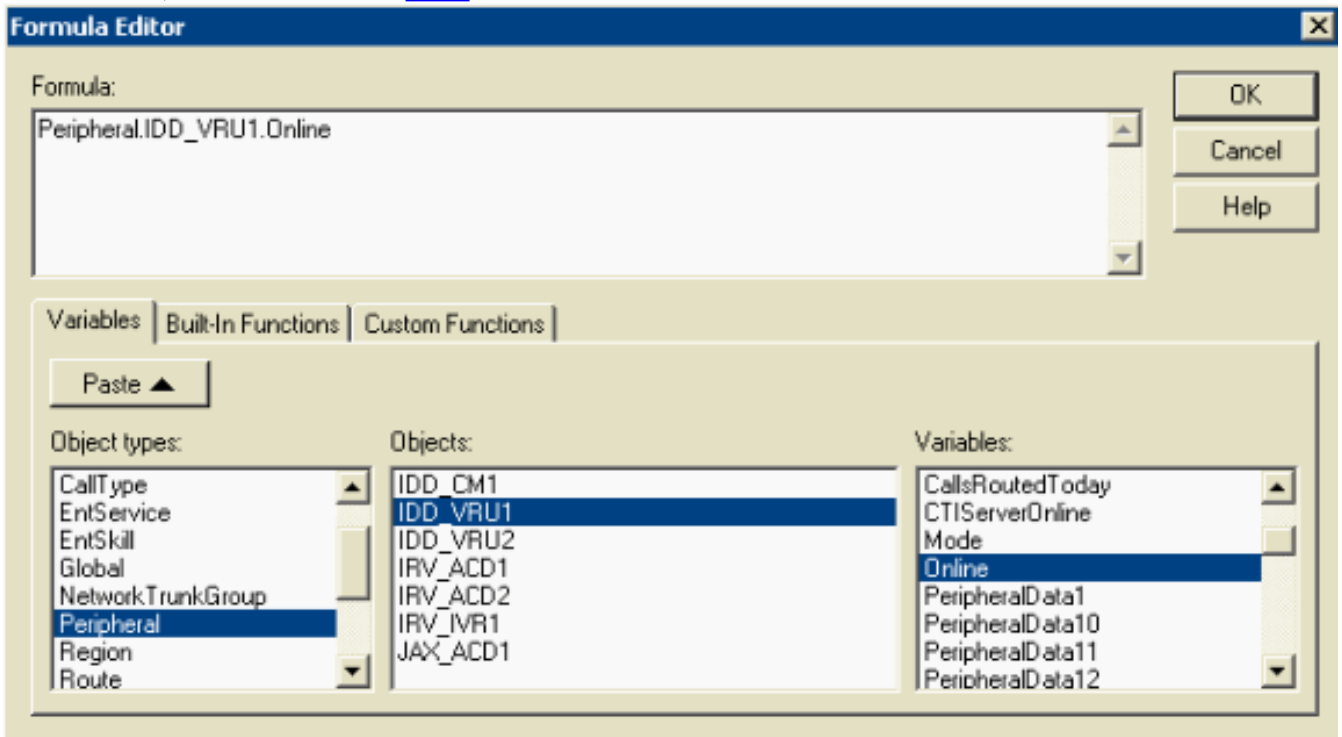 Formula Editor
Formula:
Peripheral.IDD_VRU1.Online
OK
Cancel
Help
Variables
Built-In Functions
Custom Functions
Paste
Object types:
CallType
EntService
EntSkill
Global
NetworkTrunkGroup
Peripheral
Region
Route
Objects:
IDD_CM1
IDD_VRU1
IDD_VRU2
IRV_ACD1
IRV_ACD2
IRV_IVR1
JAX_ACD1
Variables:
CallsRoutedToday
CTIServerOnline
Mode
Online
PeripheralData1
PeripheralData10
PeripheralData11
PeripheralData12